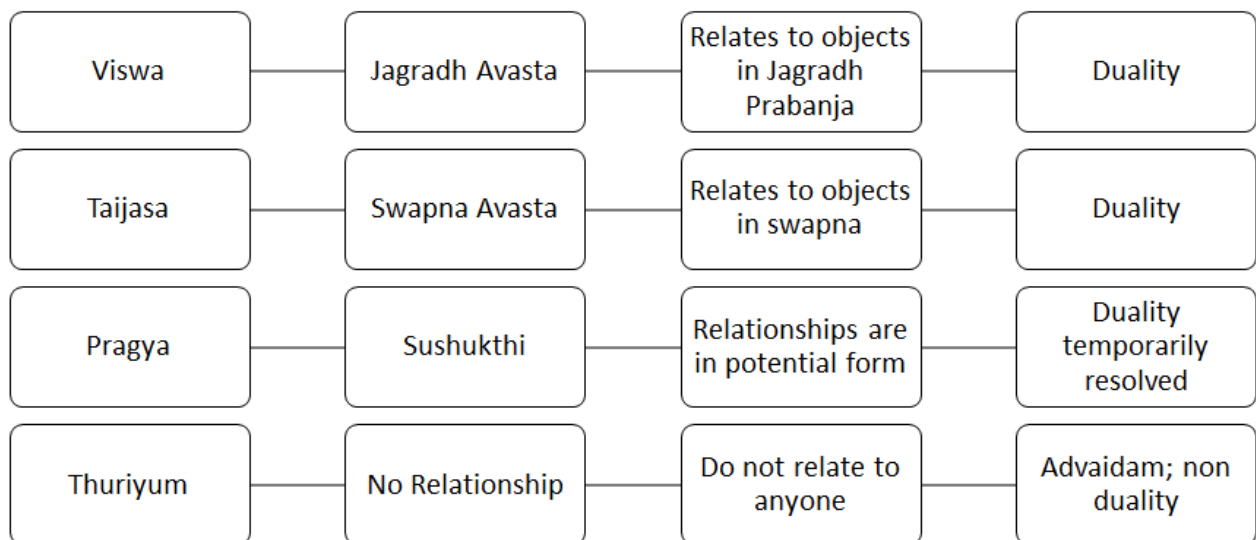 Viswa
Jagradh Avasta
Relates to objects
in Jagradh
Prabanja
Duality
Taijasa
Swapna Avasta
Relates to objects
in swapna
Duality
Pragya
Sushukthi
Relationships are
in potential form
Duality
temporarily
resolved
Thuriyum
No Relationship
Do not relate to
anyone
Advaidam; non
duality